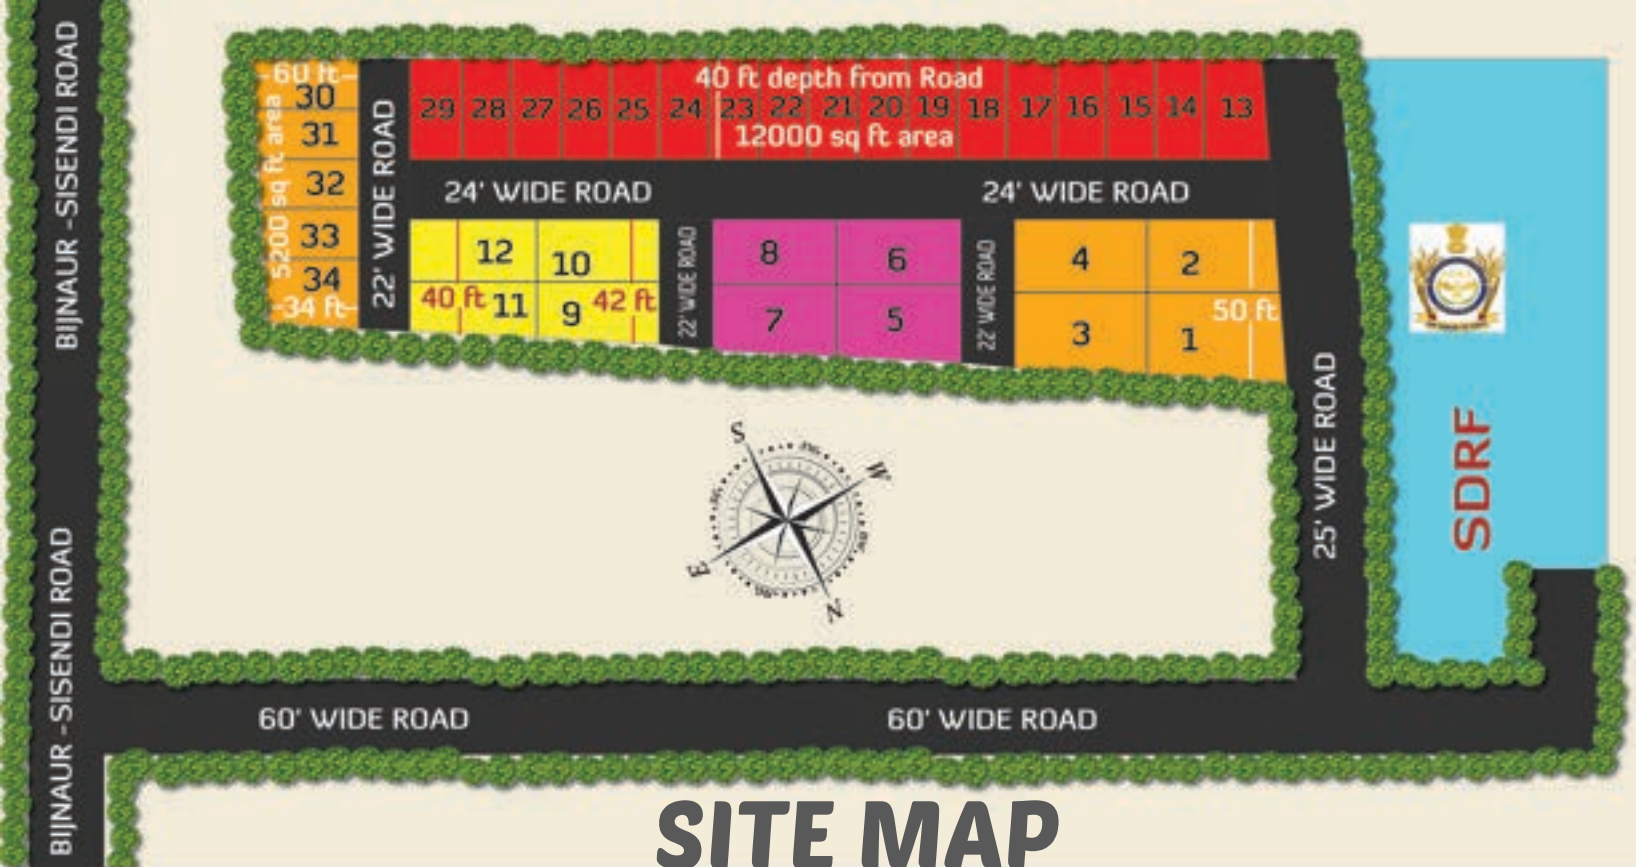 BIJNAUR -SISENDI ROAD
-60 ft-
30
31
32
33
34
-34 ft-
5200 sq ft area
22' WIDE ROAD
40 ft depth from Road
29 28 27 26 25 24 23 22 21 20 19 18 17 16 15 14 13
12000 sq ft area
24' WIDE ROAD 24' WIDE ROAD
12 10
40 ft 11 9 42 ft
22' WIDE ROAD
8 6
7 5
22' WIDE ROAD
4 2
50 ft
3 1
25' WIDE ROAD
SDRF
S
W
E
N
BIJNAUR -SISENDI ROAD
60' WIDE ROAD 60' WIDE ROAD
SITE MAP